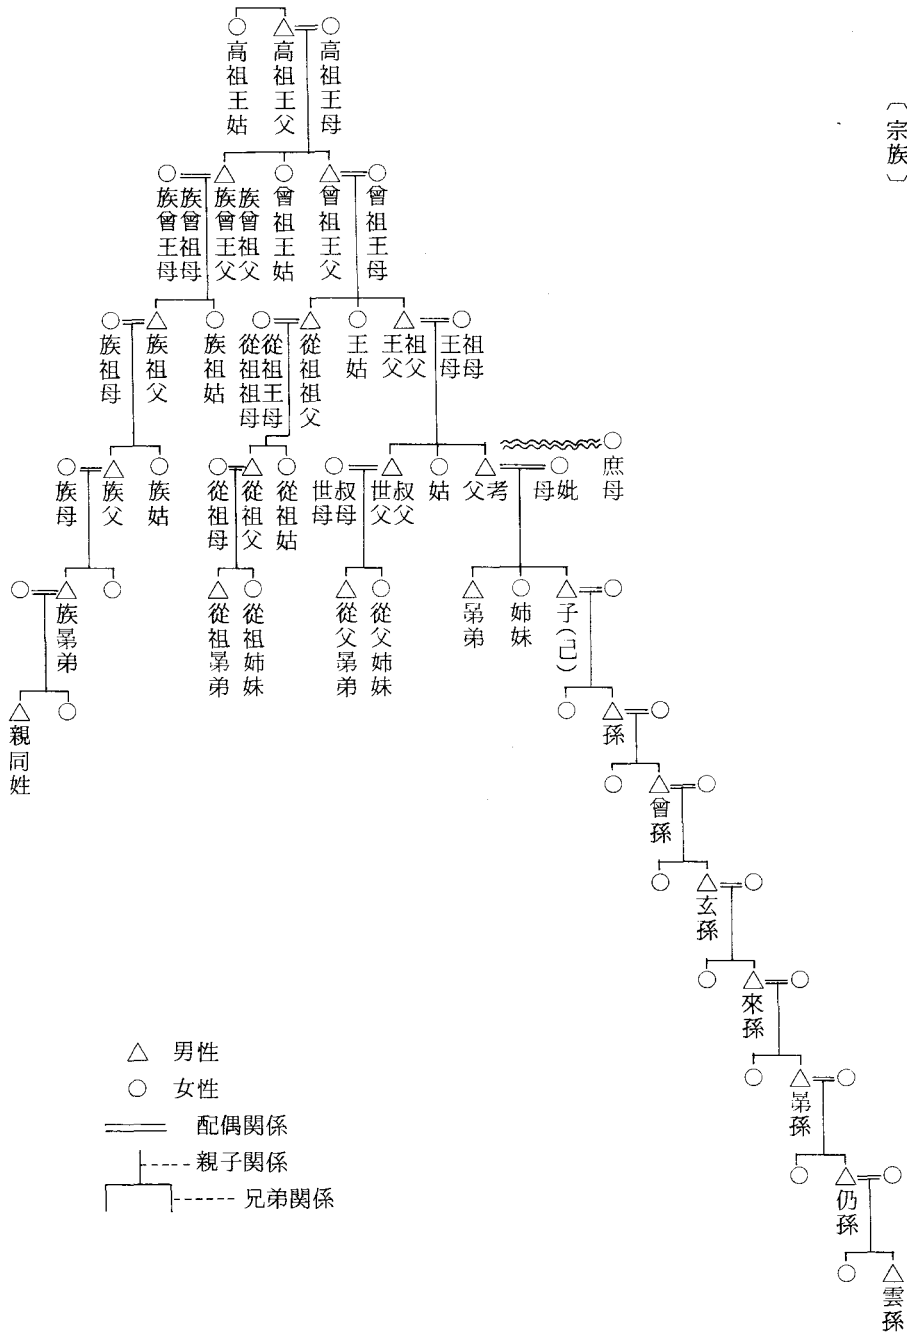 〔宗族〕
高祖王母
高祖王父
高祖王姑
曾祖王母
曾祖王父
曾祖王姑
族曾祖父
族曾王父
族曾祖母
族曾王母
祖母
王母
祖父
王父
王姑
從祖祖父
從祖王母
從祖祖母
族祖姑
族祖父
族祖母
庶母
妣
母
考
父
姑
叔父
世父
叔母
世母
從祖姑
從祖父
從祖母
族姑
族父
族母
子(己)
姉妹
晜弟
從父姉妹
從父晜弟
從祖姉妹
從祖晜弟
族晜弟
親同姓
孫
曾孫
玄孫
來孫
晜孫
仍孫
雲孫
△ 男性
○ 女性
配偶関係
親子関係
兄弟関係